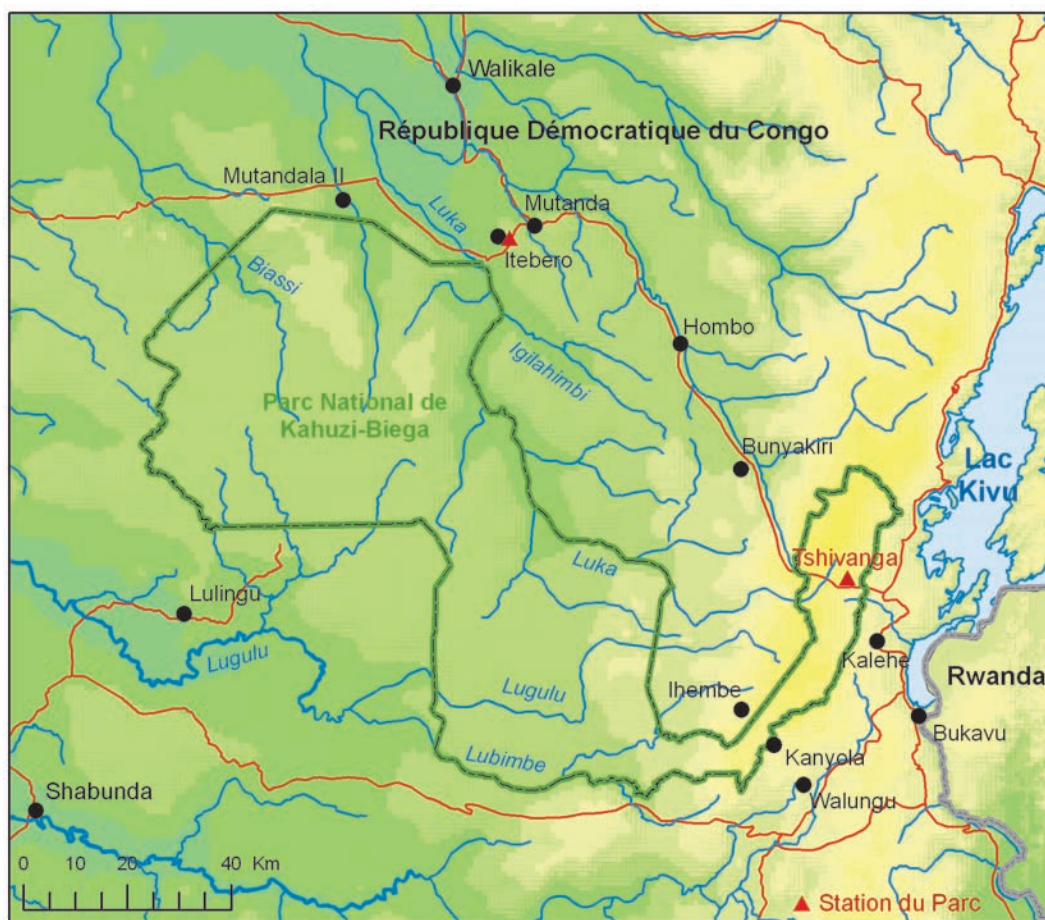 Walikale
République Démocratique du Congo
Mutandala II
Mutanda
Luka
Itebero
Biassi
Hombo
Igilahimbi
Parc National de
Kahuzi-Biega
Bunyakiri
Lac
Kivu
Tshivanga
Luka
Lulingu
Lugulu
Kalehe
Rwanda
Ihembe
Lugulu
Bukavu
Kanyola
Lubimbe
Walungu
Shabunda
0 10 20 40 Km
Station du Parc